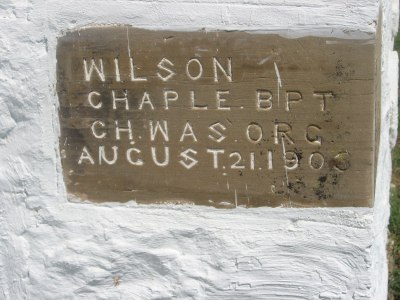 WILSON
CHAPLE. BPT
CH. WAS. ORG
AUGUST. 21. 1903